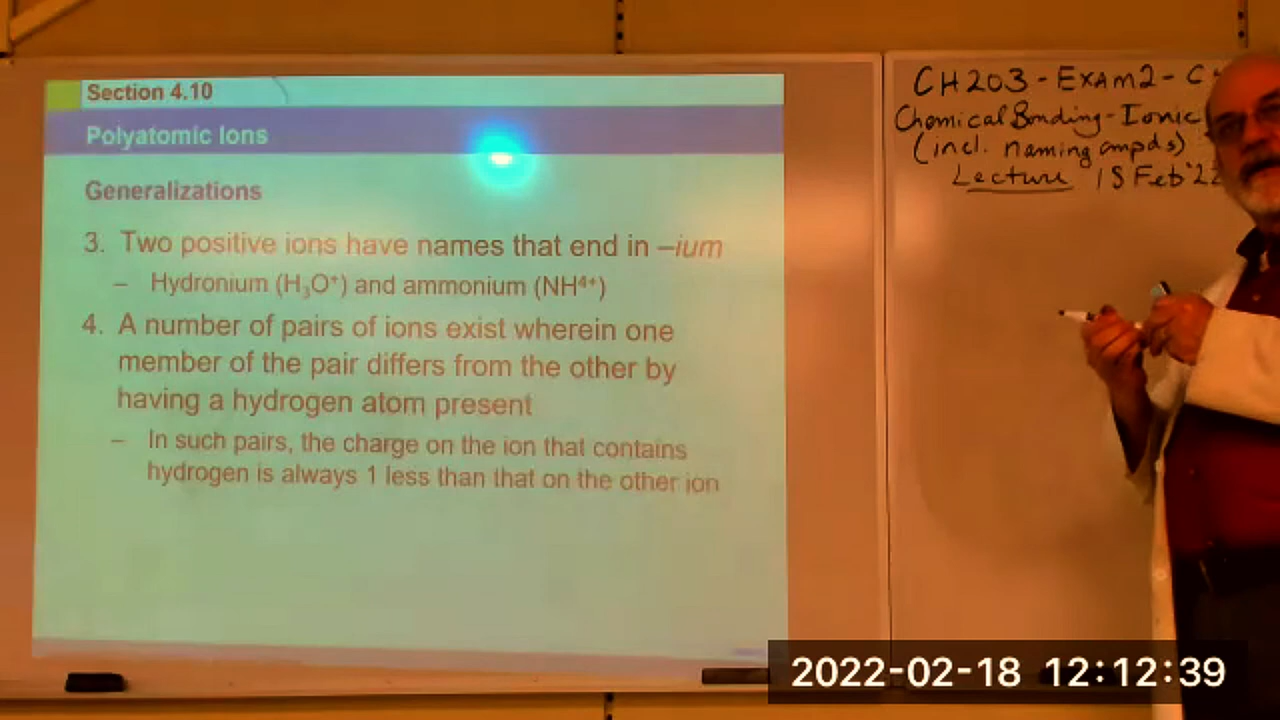 Section 4.10
Polyatomic Ions
Generalizations
3. Two positive ions have names that end in –ium
– Hydronium (H₃O⁺) and ammonium (NH⁴⁺)
4. A number of pairs of ions exist wherein one
member of the pair differs from the other by
having a hydrogen atom present
– In such pairs, the charge on the ion that contains
hydrogen is always 1 less than that on the other ion
CH203 - EXAM2 - C
Chemical Bonding - Ionic
(incl. naming cmpds)
Lecture 18 Feb '22
2022-02-18 12:12:39